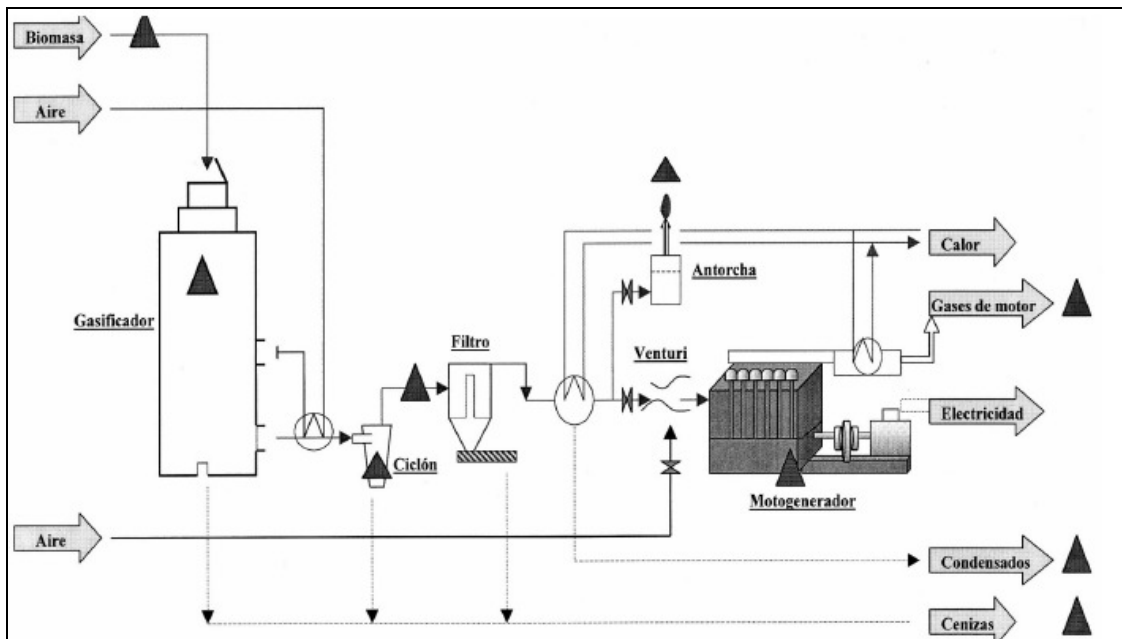 Biomasa
Aire
Antorcha
Calor
Gasificador
Gases de motor
Filtro
Venturi
Electricidad
Ciclón
Motogenerador
Aire
Condensados
Cenizas